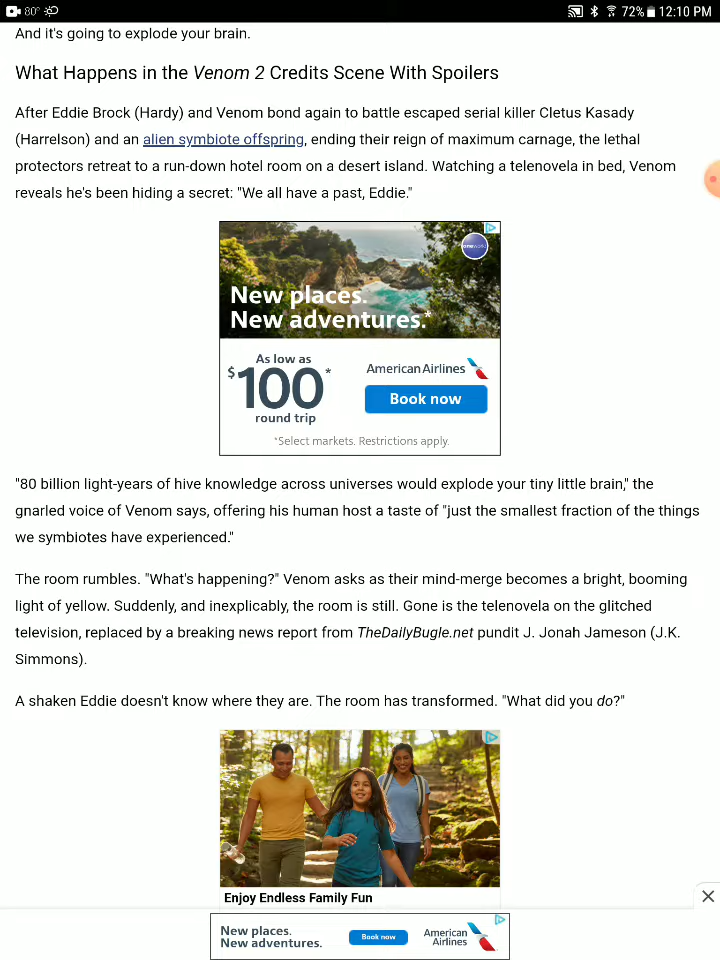 80°
72% 12:10 PM
And it's going to explode your brain.
What Happens in the Venom 2 Credits Scene With Spoilers
After Eddie Brock (Hardy) and Venom bond again to battle escaped serial killer Cletus Kasady
(Harrelson) and an alien symbiote offspring, ending their reign of maximum carnage, the lethal
protectors retreat to a run-down hotel room on a desert island. Watching a telenovela in bed, Venom
reveals he's been hiding a secret: "We all have a past, Eddie."
oneworld
New places.
New adventures.*
As low as
$100*
round trip
American Airlines
Book now
*Select markets. Restrictions apply.
"80 billion light-years of hive knowledge across universes would explode your tiny little brain," the
gnarled voice of Venom says, offering his human host a taste of "just the smallest fraction of the things
we symbiotes have experienced."
The room rumbles. "What's happening?" Venom asks as their mind-merge becomes a bright, booming
light of yellow. Suddenly, and inexplicably, the room is still. Gone is the telenovela on the glitched
television, replaced by a breaking news report from TheDailyBugle.net pundit J. Jonah Jameson (J.K.
Simmons).
A shaken Eddie doesn't know where they are. The room has transformed. "What did you do?"
Enjoy Endless Family Fun
New places.
New adventures.
Book now
American
Airlines